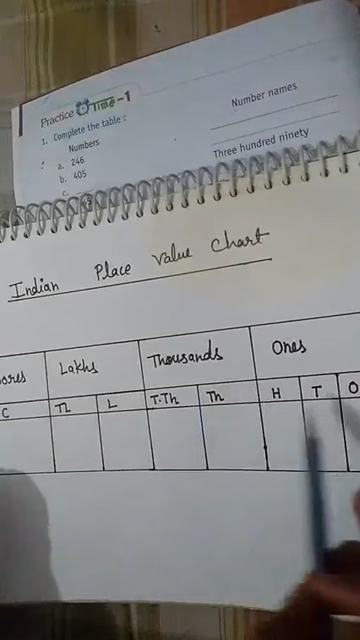 Practice Time-1
1. Complete the table :
Numbers Number names
a. 246
b. 405
c. Three hundred ninety
Indian Place Value Chart
Lakhs Thousands Ones
C TL L T.Th Th H T O